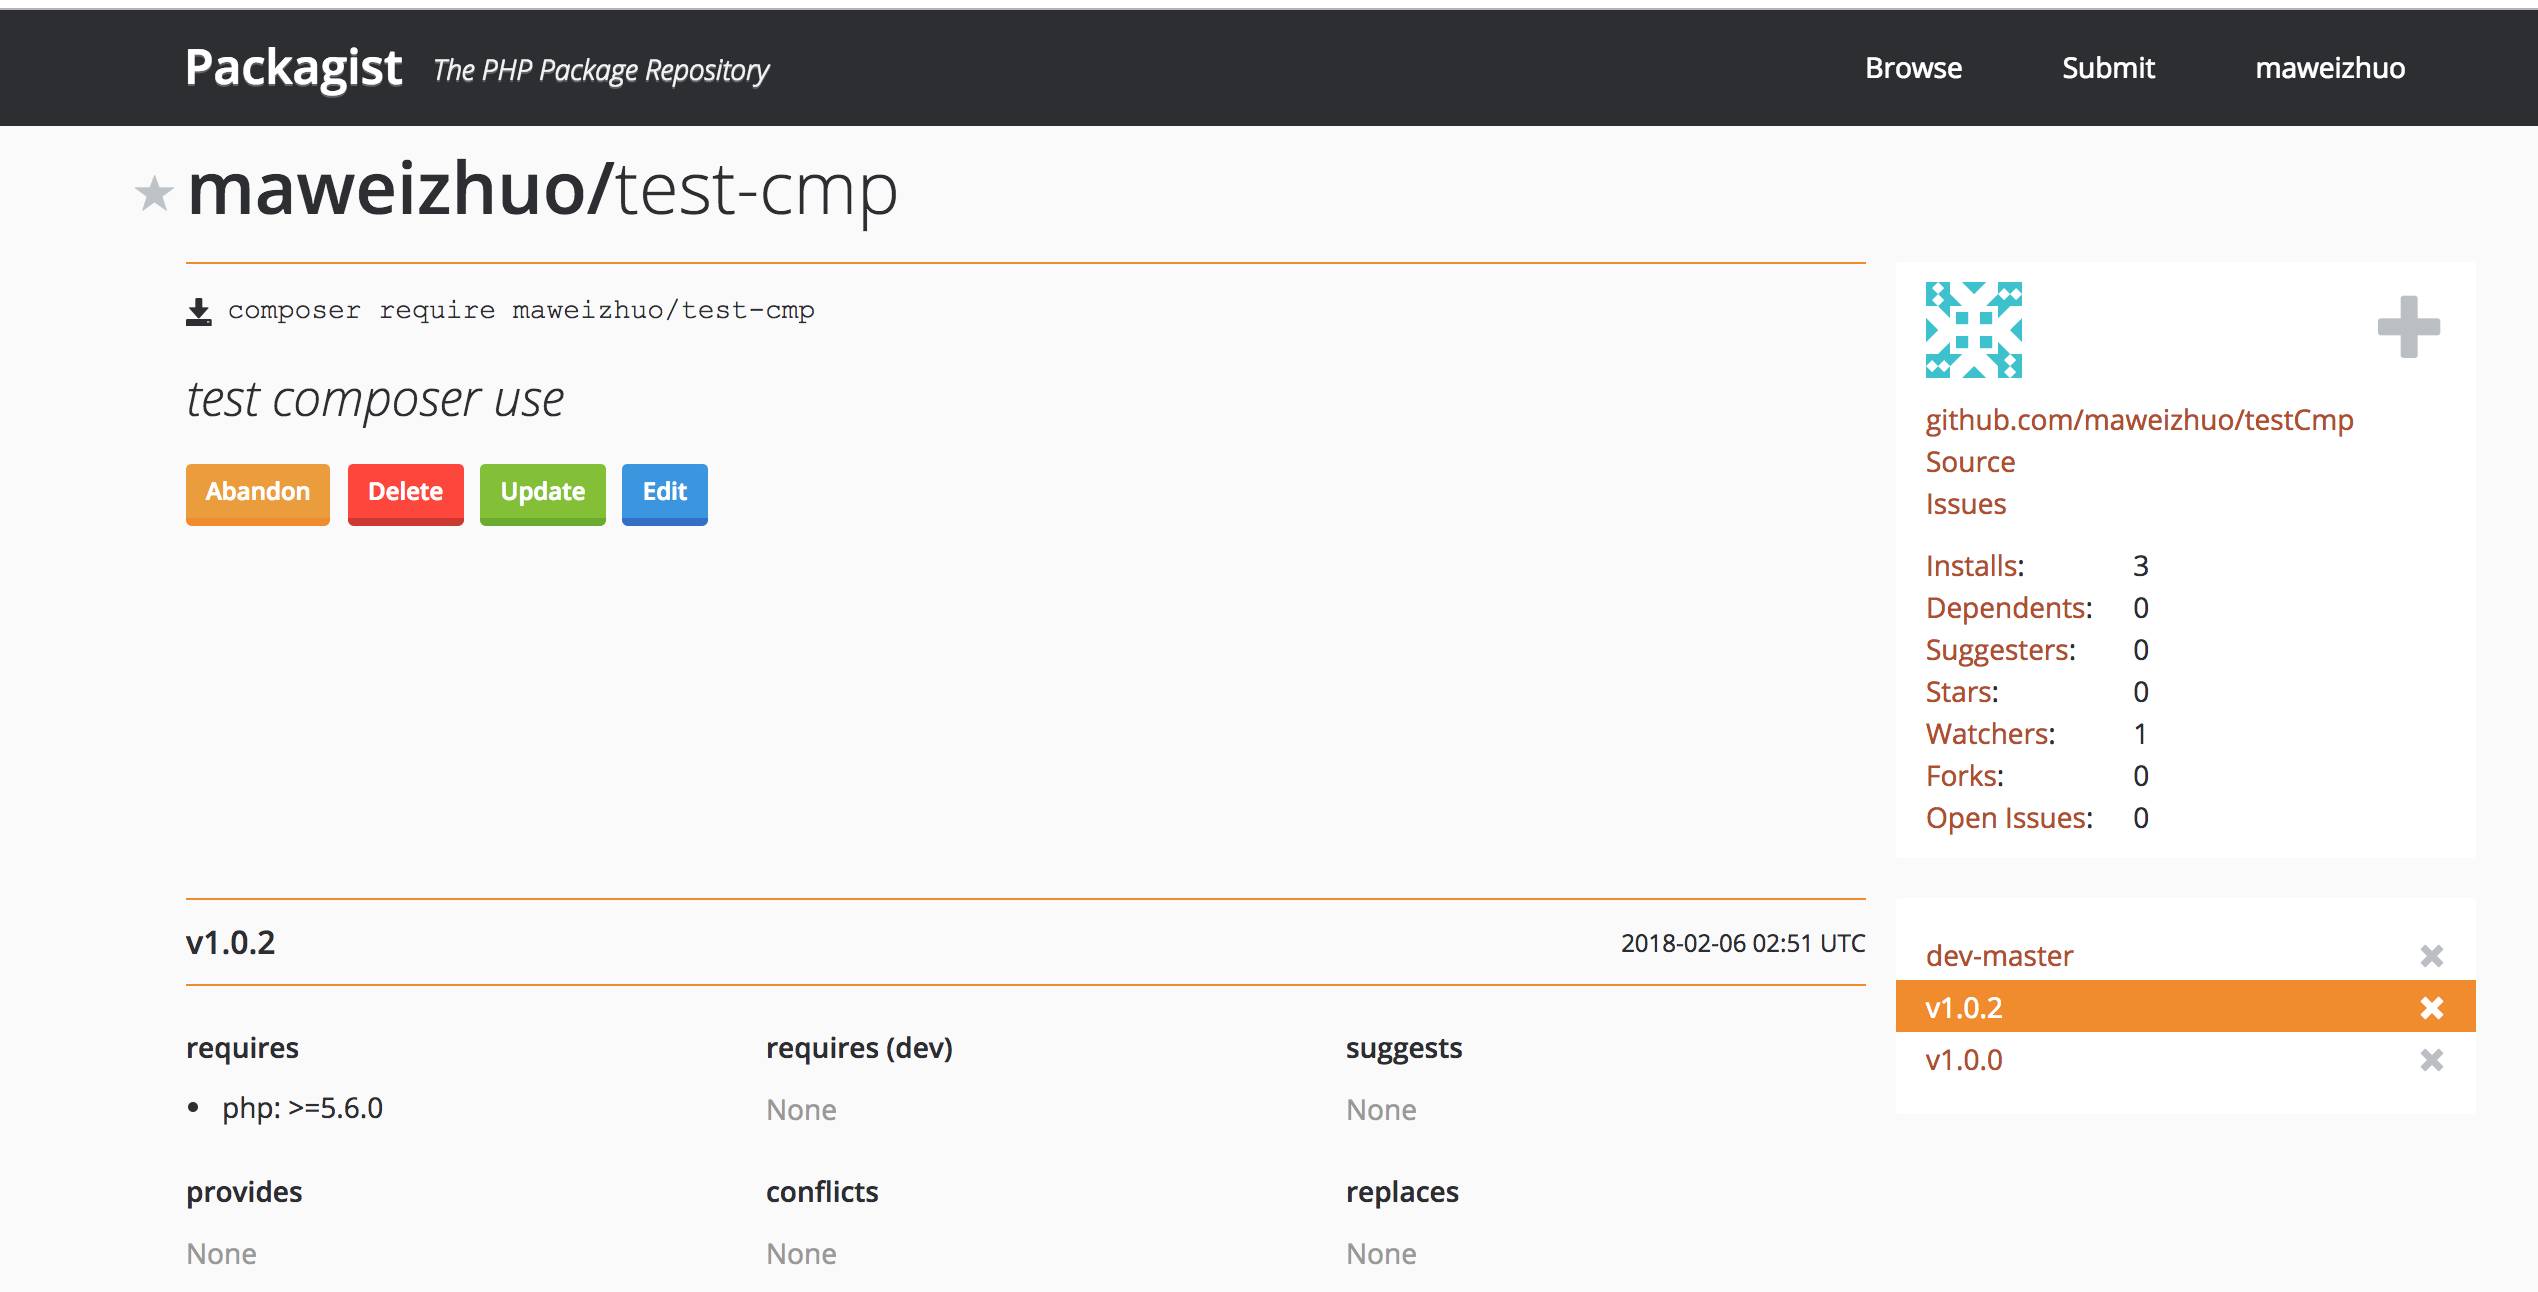 Packagist The PHP Package Repository Browse Submit maweizhuo
maweizhuo/test-cmp
composer require maweizhuo/test-cmp
test composer use
Abandon Delete Update Edit
github.com/maweizhuo/testCmp
Source
Issues
Installs: 3
Dependents: 0
Suggesters: 0
Stars: 0
Watchers: 1
Forks: 0
Open Issues: 0
v1.0.2 2018-02-06 02:51 UTC
requires requires (dev) suggests
• php: >=5.6.0 None None
provides conflicts replaces
None None None
dev-master
v1.0.2
v1.0.0